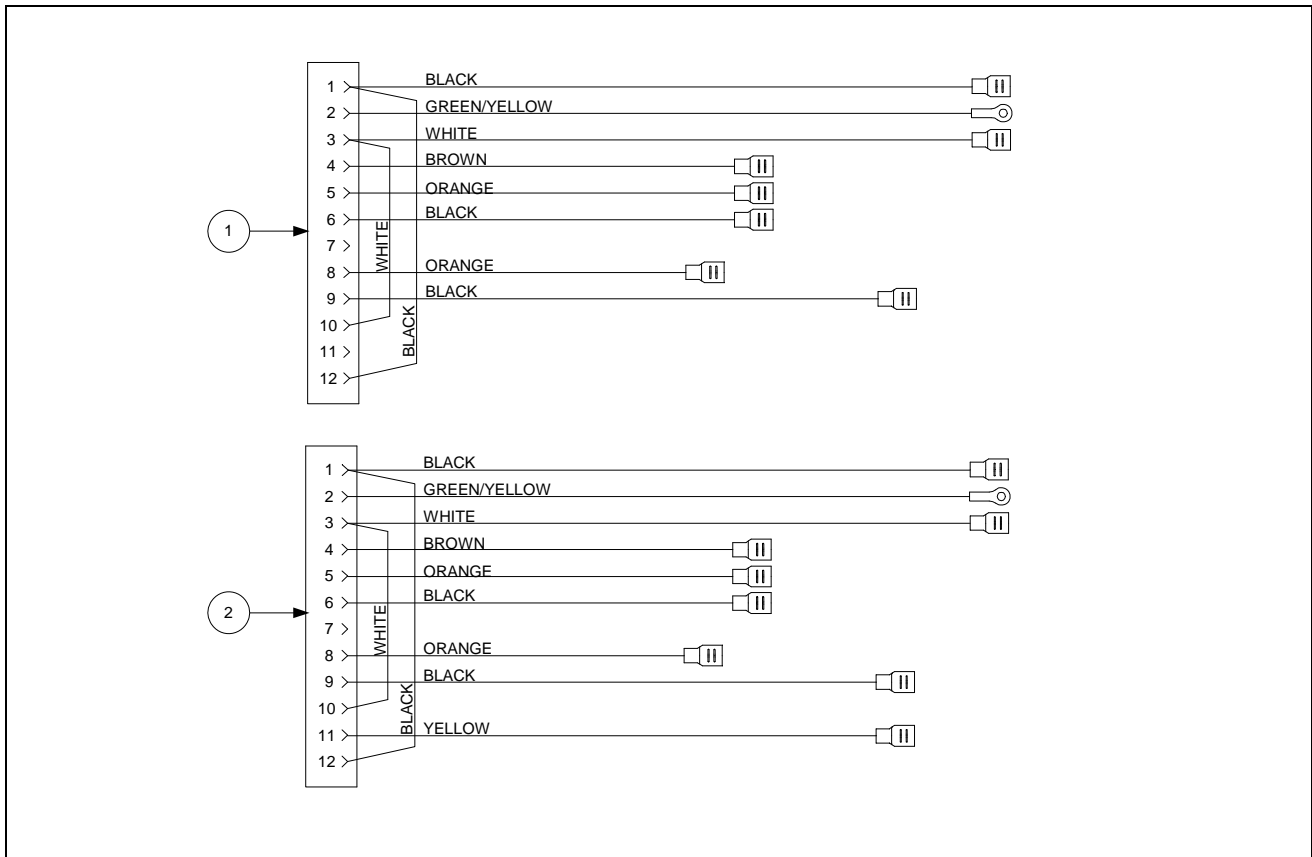 1 BLACK
2 GREEN/YELLOW
3 WHITE
4 BROWN
5 ORANGE
6 BLACK
1
7
WHITE
8 ORANGE
9 BLACK
10
BLACK
11
12
1 BLACK
2 GREEN/YELLOW
3 WHITE
4 BROWN
5 ORANGE
6 BLACK
2
7
WHITE
8 ORANGE
9 BLACK
10
BLACK
11 YELLOW
12